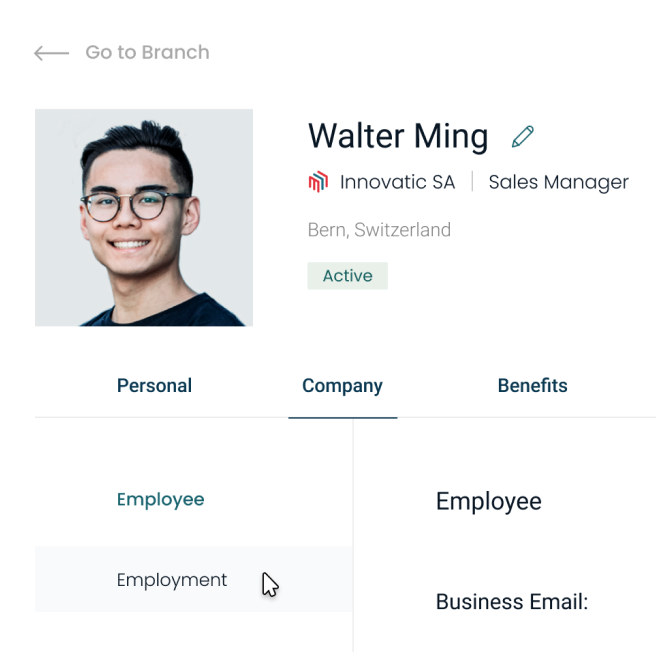 Go to Branch
Walter Ming
Innovatic SA | Sales Manager
Bern, Switzerland
Active
Personal Company Benefits
Employee
Employee
Employment
Business Email: